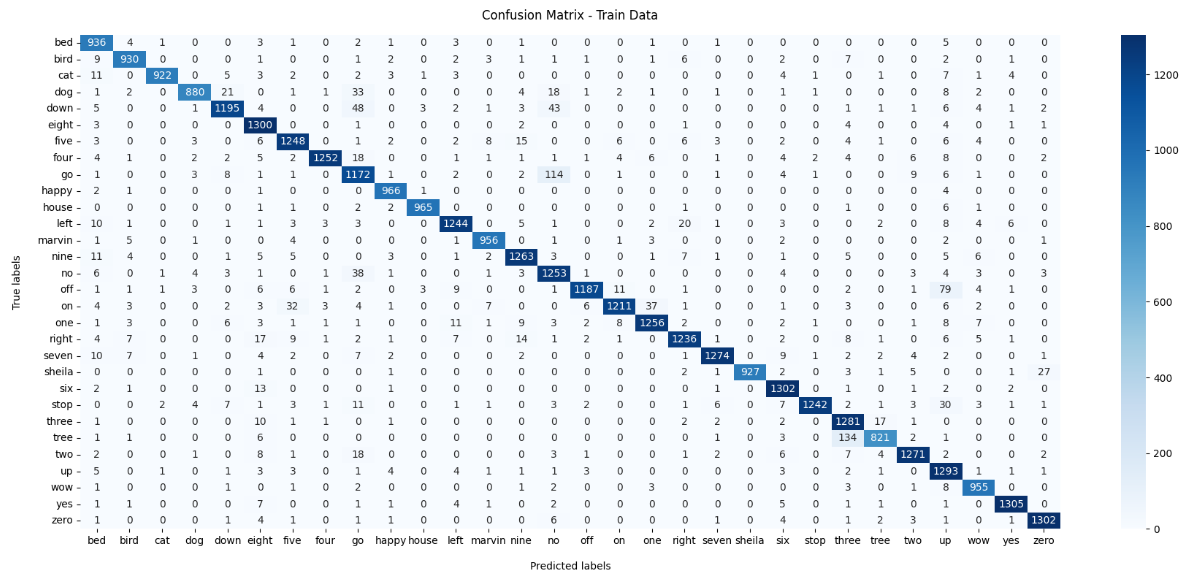 Confusion Matrix - Train Data
bed 936 4 1 0 0 3 1 0 2 1 0 3 0 1 0 0 0 1 0 0 0 0 0 0 0 0 5 0 0 0
bird 9 930 0 0 0 1 0 0 1 2 0 2 3 1 1 1 0 1 6 0 0 2 0 7 0 0 2 0 1 0
cat 11 0 922 0 5 3 2 0 2 3 1 3 0 0 0 0 0 0 0 0 0 4 1 0 1 0 7 1 4 0
dog 1 2 0 880 21 0 1 1 33 0 0 0 0 4 18 1 2 1 0 0 0 1 0 1 1 0 8 2 0 0
down 5 0 0 1 1195 4 0 0 48 0 3 2 1 3 43 0 0 0 0 0 0 0 0 1 1 1 6 4 1 2
eight 3 0 0 0 0 1300 0 0 0 0 0 0 0 2 0 0 0 0 1 0 0 0 0 4 0 0 4 0 1 1
five 3 0 0 3 0 6 1248 0 1 2 0 2 8 15 0 0 6 0 6 3 0 2 0 4 1 0 6 4 0 0
four 4 1 0 2 2 5 2 1252 18 0 0 0 1 1 1 1 4 6 0 1 0 4 2 4 0 6 8 0 0 2
go 1 0 0 3 8 1 1 0 1172 1 0 2 0 2 114 0 1 0 0 1 0 4 1 0 0 9 6 1 0 0
happy 2 1 0 0 0 0 0 0 0 966 1 0 0 0 0 0 0 0 0 0 0 0 0 0 0 0 4 0 0 0
house 0 0 0 0 0 1 1 0 2 2 965 0 0 0 0 0 0 0 0 0 0 0 0 1 0 0 6 1 0 0
left 10 1 0 0 1 1 3 3 3 0 0 1244 0 5 1 0 0 2 20 1 0 3 0 0 2 0 8 4 6 0
marvin 1 5 0 1 0 0 4 0 0 0 0 1 956 0 0 0 1 3 0 0 0 2 0 0 0 0 2 0 0 1
nine 11 4 0 0 1 5 5 0 0 3 0 1 2 1263 3 0 0 1 7 1 0 1 0 5 0 0 5 6 0 0
no 6 0 1 4 3 1 0 0 38 1 0 0 1 3 1253 1 0 0 0 0 0 4 0 0 0 3 4 3 0 3
off 1 1 1 3 0 6 6 1 2 0 3 9 0 0 1 1187 11 0 0 0 0 0 0 2 0 1 79 4 1 0
on 4 3 0 0 2 3 32 3 4 1 0 0 7 0 0 6 1211 37 0 0 0 1 0 3 0 0 6 2 0 0
one 1 3 0 0 6 3 1 1 1 0 0 11 1 9 3 2 8 1256 2 0 0 2 1 0 0 0 8 7 0 0
right 4 7 0 0 0 17 9 1 2 1 0 7 0 14 1 0 2 1 1236 1 0 2 0 8 1 0 6 5 1 0
seven 10 7 0 1 0 4 2 0 7 2 0 0 0 0 0 0 0 0 1 1274 0 9 1 2 2 4 2 0 0 1
sheila 0 0 0 0 0 1 0 0 0 1 0 0 0 0 0 0 0 0 2 1 927 2 0 3 1 5 0 1 0 27
six 2 1 0 0 0 13 0 0 0 1 0 0 0 0 0 0 0 0 0 1 0 1302 0 1 0 1 2 0 2 0
stop 0 0 2 4 7 1 3 1 11 0 0 1 1 0 3 2 0 0 1 6 0 7 1242 2 1 3 30 3 1 1
three 0 0 0 0 0 10 1 1 0 1 0 0 0 0 0 0 0 0 2 2 0 2 0 1281 17 1 0 0 0 0
tree 1 1 0 0 0 6 0 0 0 0 0 0 0 0 1 0 0 0 0 1 0 3 0 134 821 2 1 0 0 0
two 2 0 0 1 0 8 1 0 18 0 0 0 0 0 3 1 0 0 0 1 0 6 0 7 4 1271 2 0 0 2
up 5 0 1 0 1 3 3 0 1 4 0 4 1 1 1 3 0 0 0 0 0 3 0 2 1 0 1293 1 1 1
wow 1 0 0 0 0 1 0 0 2 0 0 0 0 1 2 0 0 3 0 0 0 0 0 3 0 1 8 955 0 0
yes 1 1 0 0 0 7 0 0 1 0 0 4 1 0 2 0 0 0 0 0 0 5 0 1 1 0 1 0 1305 0
zero 1 0 0 0 1 4 1 0 1 0 0 0 0 0 6 0 0 0 0 0 0 4 0 1 2 3 1 0 1 1302
bed bird cat dog down eight five four go happy house left marvin nine no off on one right seven sheila six stop three tree two up wow yes zero
Predicted labels
True labels
1200
1000
800
600
400
200
0